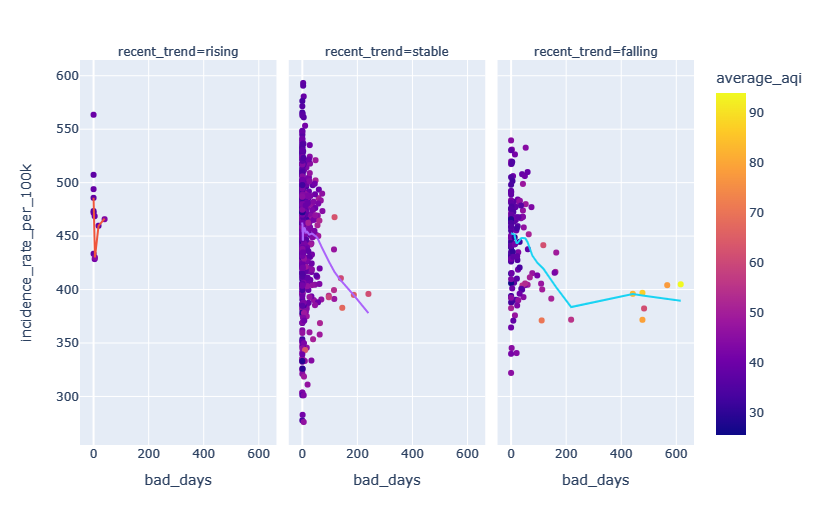 recent_trend=rising recent_trend=stable recent_trend=falling
average_aqi
incidence_rate_per_100k
600
550
500
450
400
350
300
0 200 400 600 0 200 400 600 0 200 400 600
bad_days bad_days bad_days
90
80
70
60
50
40
30